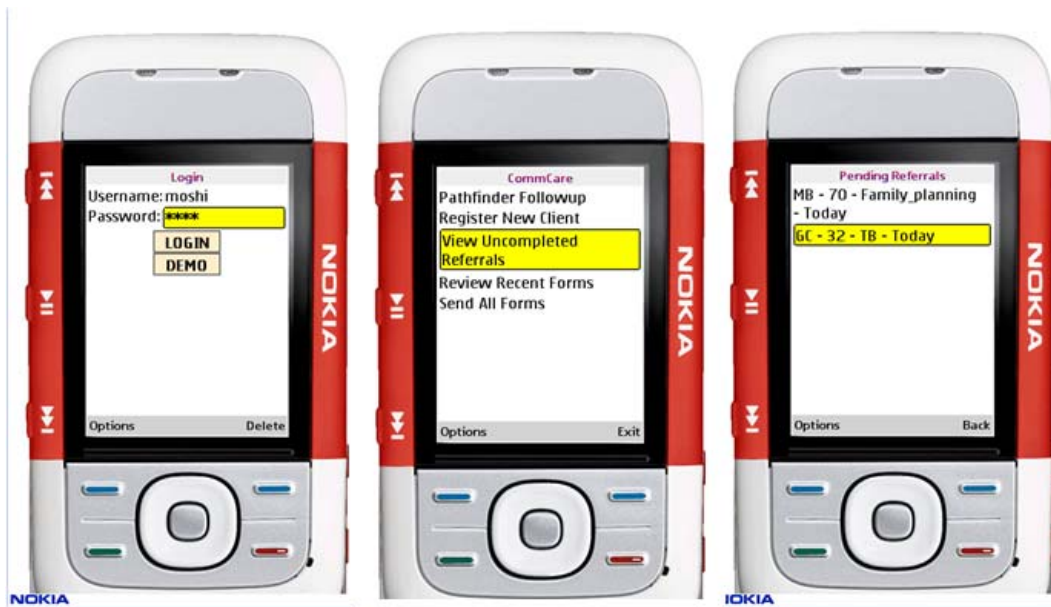 Login
Username: moshi
Password: ****
LOGIN
DEMO
Options Delete
NOKIA
NOKIA
CommCare
Pathfinder Followup
Register New Client
View Uncompleted
Referrals
Review Recent Forms
Send All Forms
Options Exit
NOKIA
Pending Referrals
MB - 70 - Family_planning
- Today
GC - 32 - TB - Today
Options Back
NOKIA
IOKIA